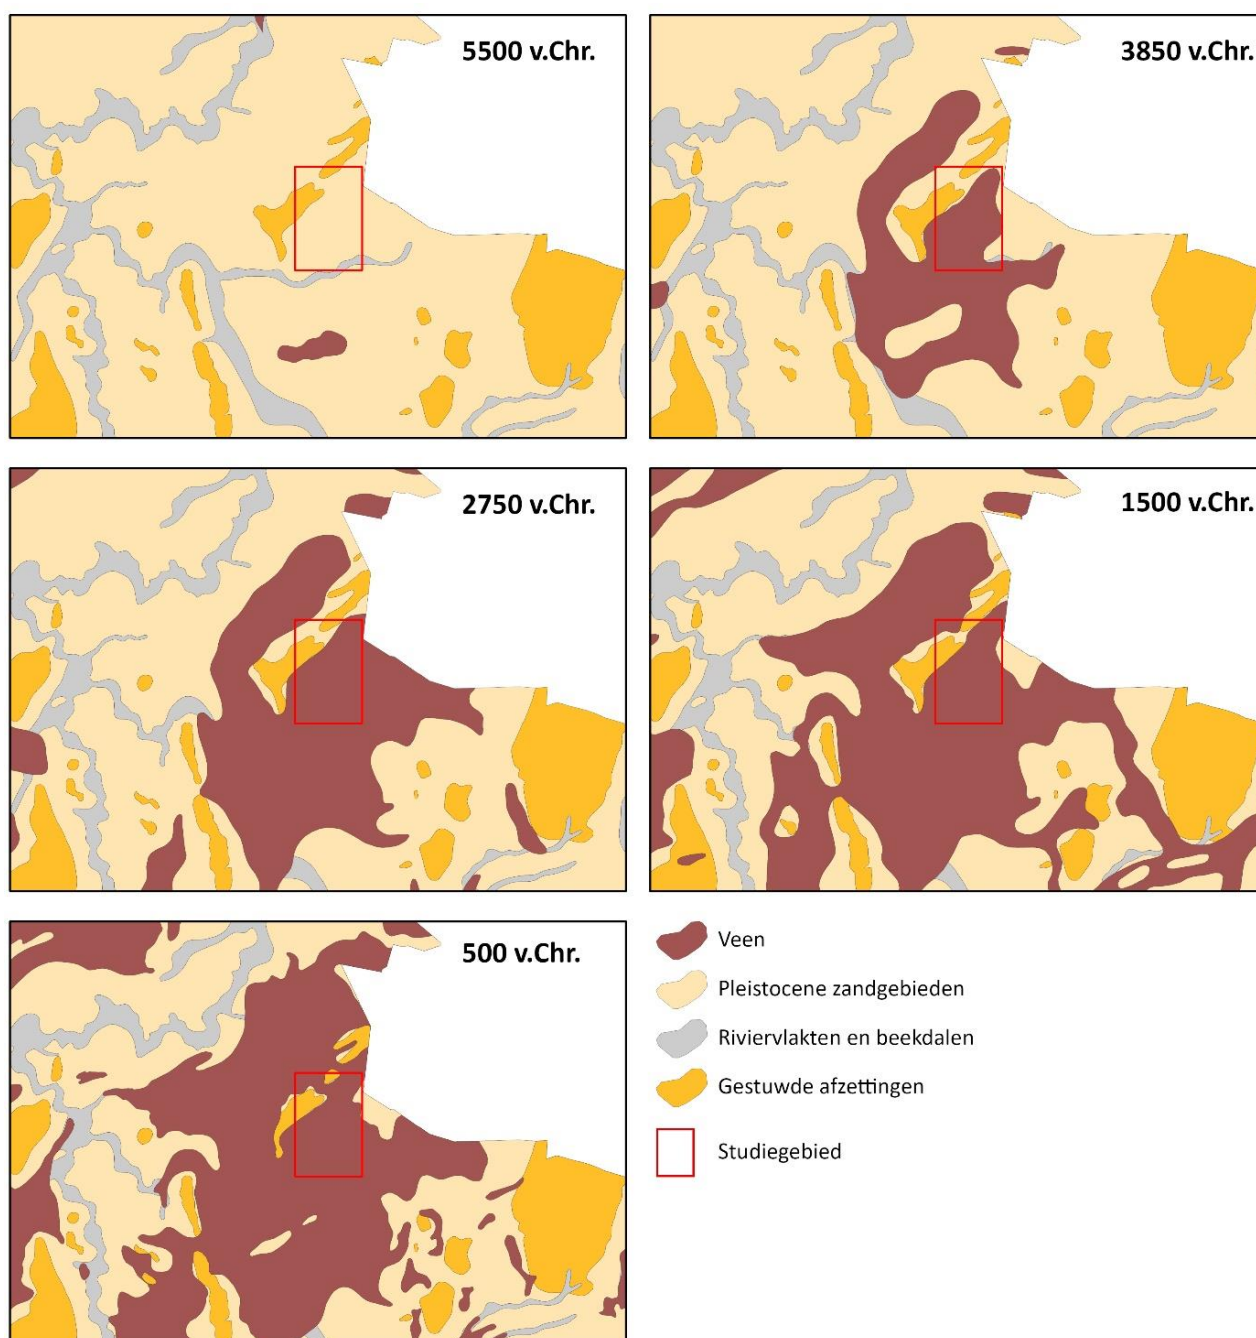 5500 v.Chr.
3850 v.Chr.
2750 v.Chr.
1500 v.Chr.
500 v.Chr.
Veen
Pleistocene zandgebieden
Riviervlakten en beekdalen
Gestuwde afzettingen
Studiegebied